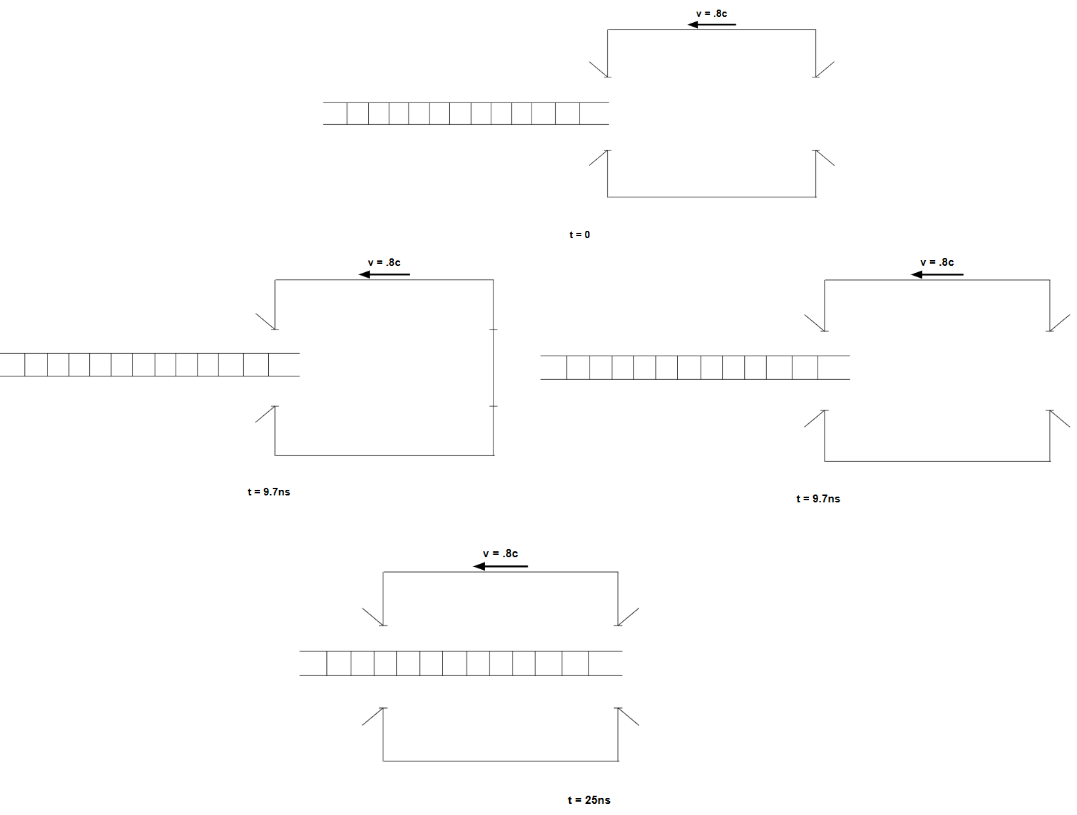 v = .8c
t = 0
v = .8c
v = .8c
t = 9.7ns
t = 9.7ns
v = .8c
t = 25ns